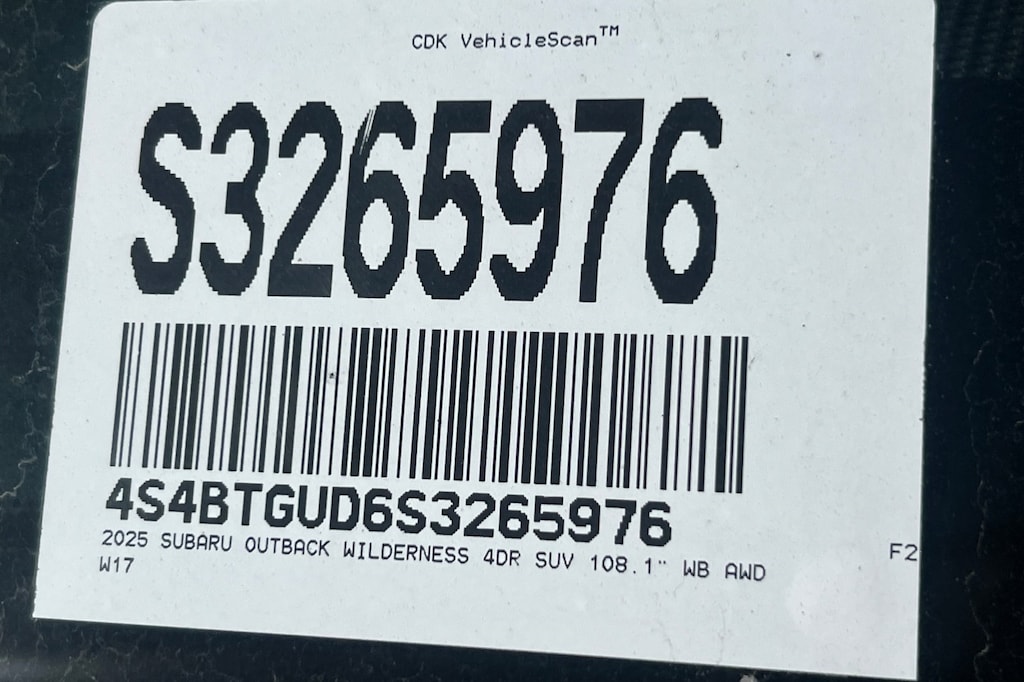 CDK VehicleScan™
S3265976
4S4BTGUD6S3265976
2025 SUBARU OUTBACK WILDERNESS 4DR SUV 108.1" WB AWD
W17
F2